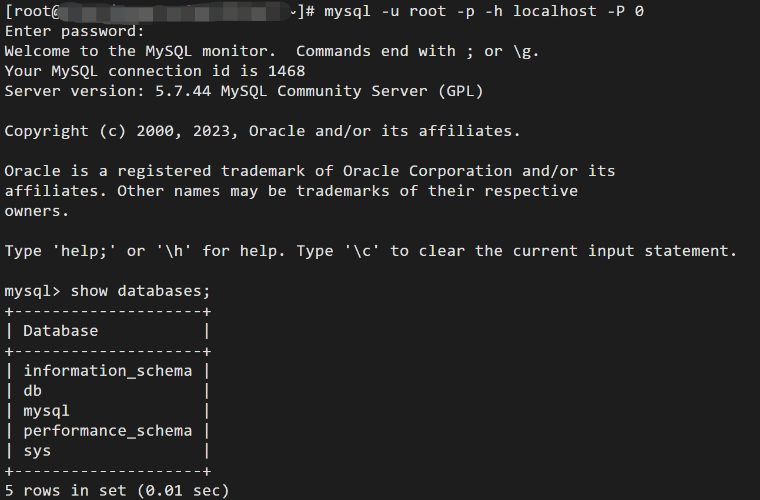 [root@ ~]# mysql -u root -p -h localhost -P 0
Enter password:
Welcome to the MySQL monitor.  Commands end with ; or \g.
Your MySQL connection id is 1468
Server version: 5.7.44 MySQL Community Server (GPL)
Copyright (c) 2000, 2023, Oracle and/or its affiliates.
Oracle is a registered trademark of Oracle Corporation and/or its
affiliates. Other names may be trademarks of their respective
owners.
Type 'help;' or '\h' for help. Type '\c' to clear the current input statement.
mysql> show databases;
+--------------------+
| Database           |
+--------------------+
| information_schema |
| db                 |
| mysql              |
| performance_schema |
| sys                |
+--------------------+
5 rows in set (0.01 sec)